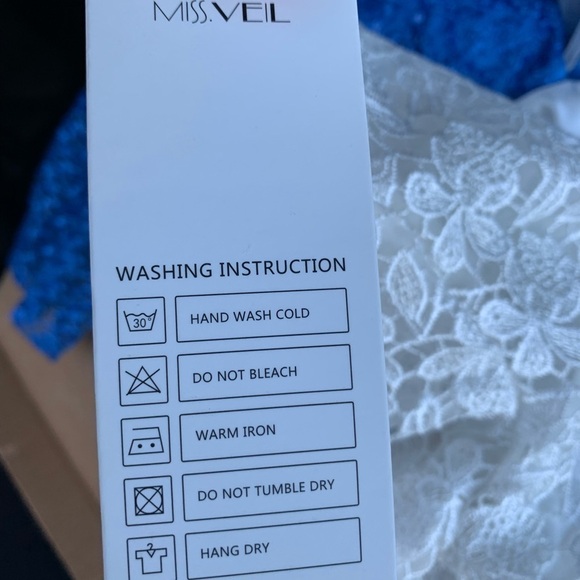 MISS.VEIL
WASHING INSTRUCTION
30°
HAND WASH COLD
DO NOT BLEACH
WARM IRON
DO NOT TUMBLE DRY
HANG DRY